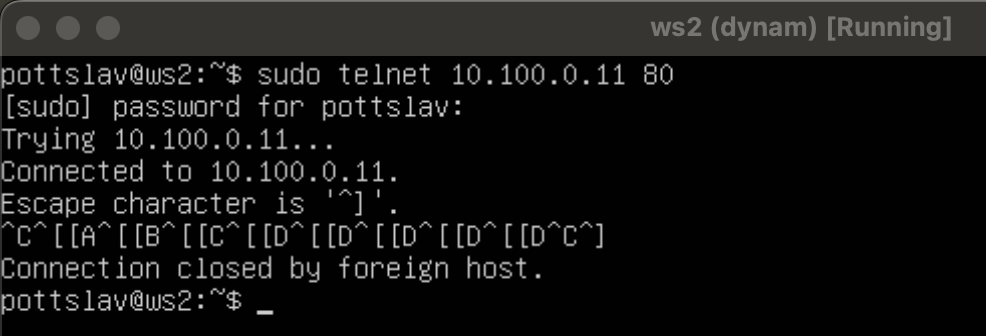 ws2 (dynam) [Running]
pottslav@ws2:~$ sudo telnet 10.100.0.11 80
[sudo] password for pottslav:
Trying 10.100.0.11...
Connected to 10.100.0.11.
Escape character is '^]'.
^C^[[A^[[B^[[C^[[D^[[D^[[D^[[D^[[D^C^]
Connection closed by foreign host.
pottslav@ws2:~$ _